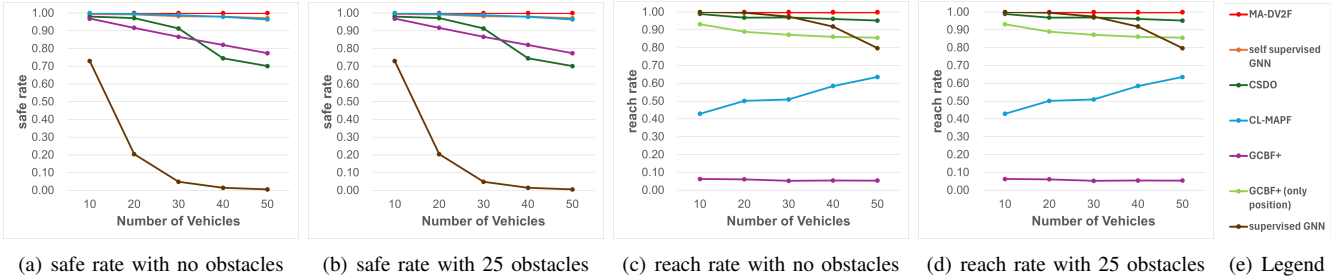 safe rate
1.00
0.90
0.80
0.70
0.60
0.50
0.40
0.30
0.20
0.10
0.00
10 20 30 40 50
Number of Vehicles
(a) safe rate with no obstacles
safe rate
1.00
0.90
0.80
0.70
0.60
0.50
0.40
0.30
0.20
0.10
0.00
10 20 30 40 50
Number of Vehicles
(b) safe rate with 25 obstacles
reach rate
1.00
0.90
0.80
0.70
0.60
0.50
0.40
0.30
0.20
0.10
0.00
10 20 30 40 50
Number of Vehicles
(c) reach rate with no obstacles
reach rate
1.00
0.90
0.80
0.70
0.60
0.50
0.40
0.30
0.20
0.10
0.00
10 20 30 40 50
Number of Vehicles
(d) reach rate with 25 obstacles
MA-DV2F
self supervised
GNN
CSDO
CL-MAPF
GCBF+
GCBF+ (only
position)
supervised GNN
(e) Legend